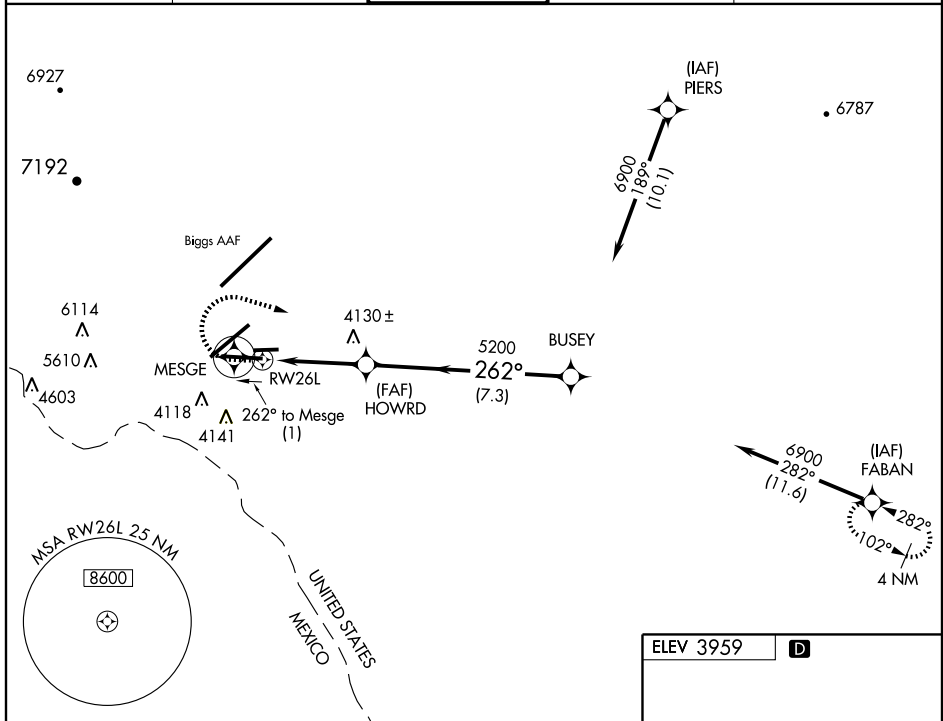 6927
(IAF)
PIERS
6787
7192
6900
189°
(10.1)
Biggs AAF
6114
5610
4603
MESGE
RW26L
4130 ±
(FAF)
HOWRD
5200
262°
(7.3)
BUSEY
4118
4141
262° to Mesge
(1)
6900
282°
(11.6)
(IAF)
FABAN
282°
102°
4 NM
MSA RW26L 25 NM
8600
UNITED STATES
MEXICO
ELEV 3959
D